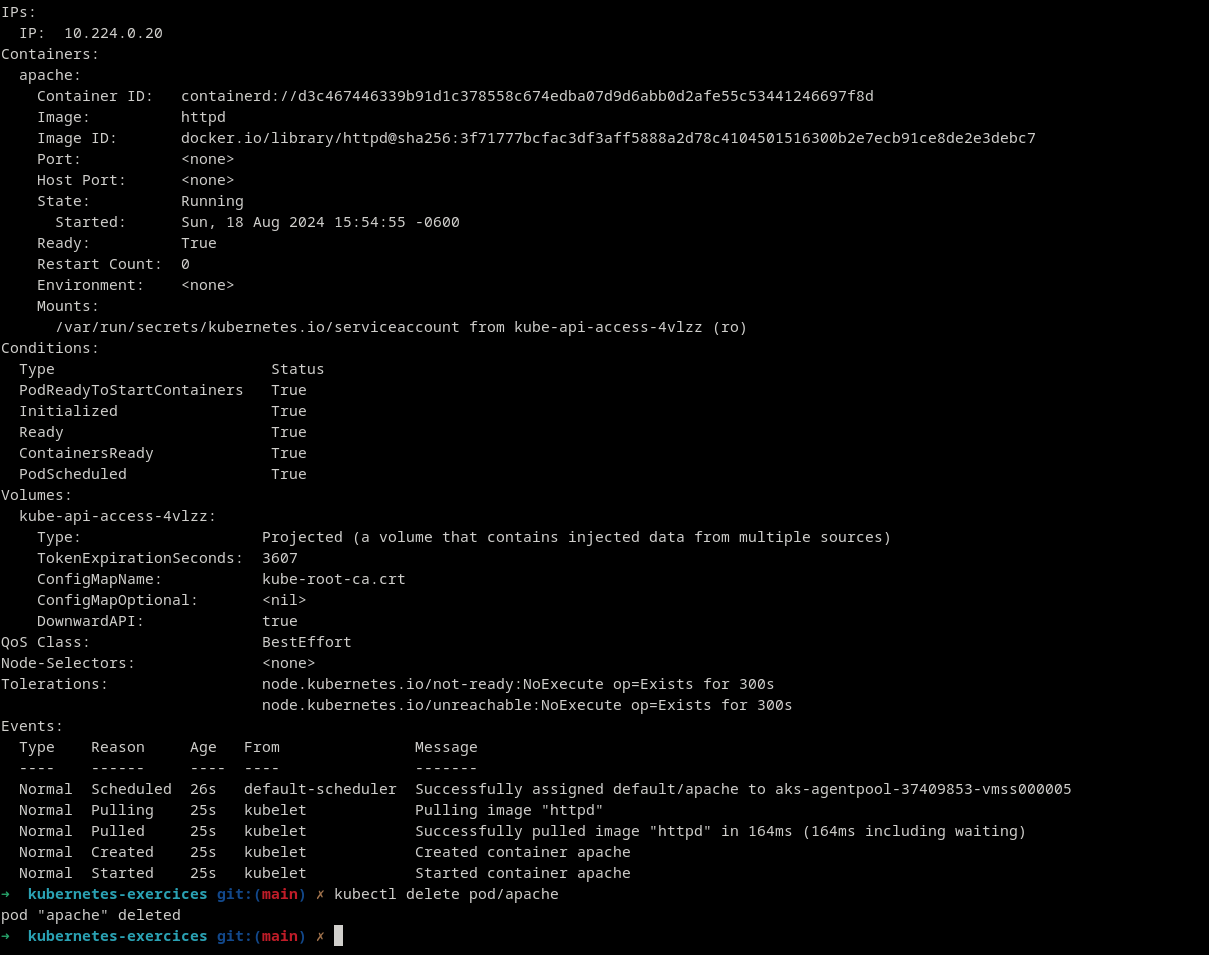 IPs:
  IP:  10.224.0.20
Containers:
  apache:
    Container ID:   containerd://d3c467446339b91d1c378558c674edba07d9d6abb0d2afe55c53441246697f8d
    Image:          httpd
    Image ID:       docker.io/library/httpd@sha256:3f71777bcfac3df3aff5888a2d78c4104501516300b2e7ecb91ce8de2e3debc7
    Port:           <none>
    Host Port:      <none>
    State:          Running
      Started:      Sun, 18 Aug 2024 15:54:55 -0600
    Ready:          True
    Restart Count:  0
    Environment:    <none>
    Mounts:
      /var/run/secrets/kubernetes.io/serviceaccount from kube-api-access-4vlzz (ro)
Conditions:
  Type                        Status
  PodReadyToStartContainers   True
  Initialized                 True
  Ready                       True
  ContainersReady             True
  PodScheduled                True
Volumes:
  kube-api-access-4vlzz:
    Type:                    Projected (a volume that contains injected data from multiple sources)
    TokenExpirationSeconds:  3607
    ConfigMapName:           kube-root-ca.crt
    ConfigMapOptional:       <nil>
    DownwardAPI:             true
QoS Class:                   BestEffort
Node-Selectors:              <none>
Tolerations:                 node.kubernetes.io/not-ready:NoExecute op=Exists for 300s
                             node.kubernetes.io/unreachable:NoExecute op=Exists for 300s
Events:
  Type    Reason     Age   From               Message
  ----    ------     ----  ----               -------
  Normal  Scheduled  26s   default-scheduler  Successfully assigned default/apache to aks-agentpool-37409853-vmss000005
  Normal  Pulling    25s   kubelet            Pulling image "httpd"
  Normal  Pulled     25s   kubelet            Successfully pulled image "httpd" in 164ms (164ms including waiting)
  Normal  Created    25s   kubelet            Created container apache
  Normal  Started    25s   kubelet            Started container apache
➜  kubernetes-exercices git:(main) ✗ kubectl delete pod/apache
pod "apache" deleted
➜  kubernetes-exercices git:(main) ✗